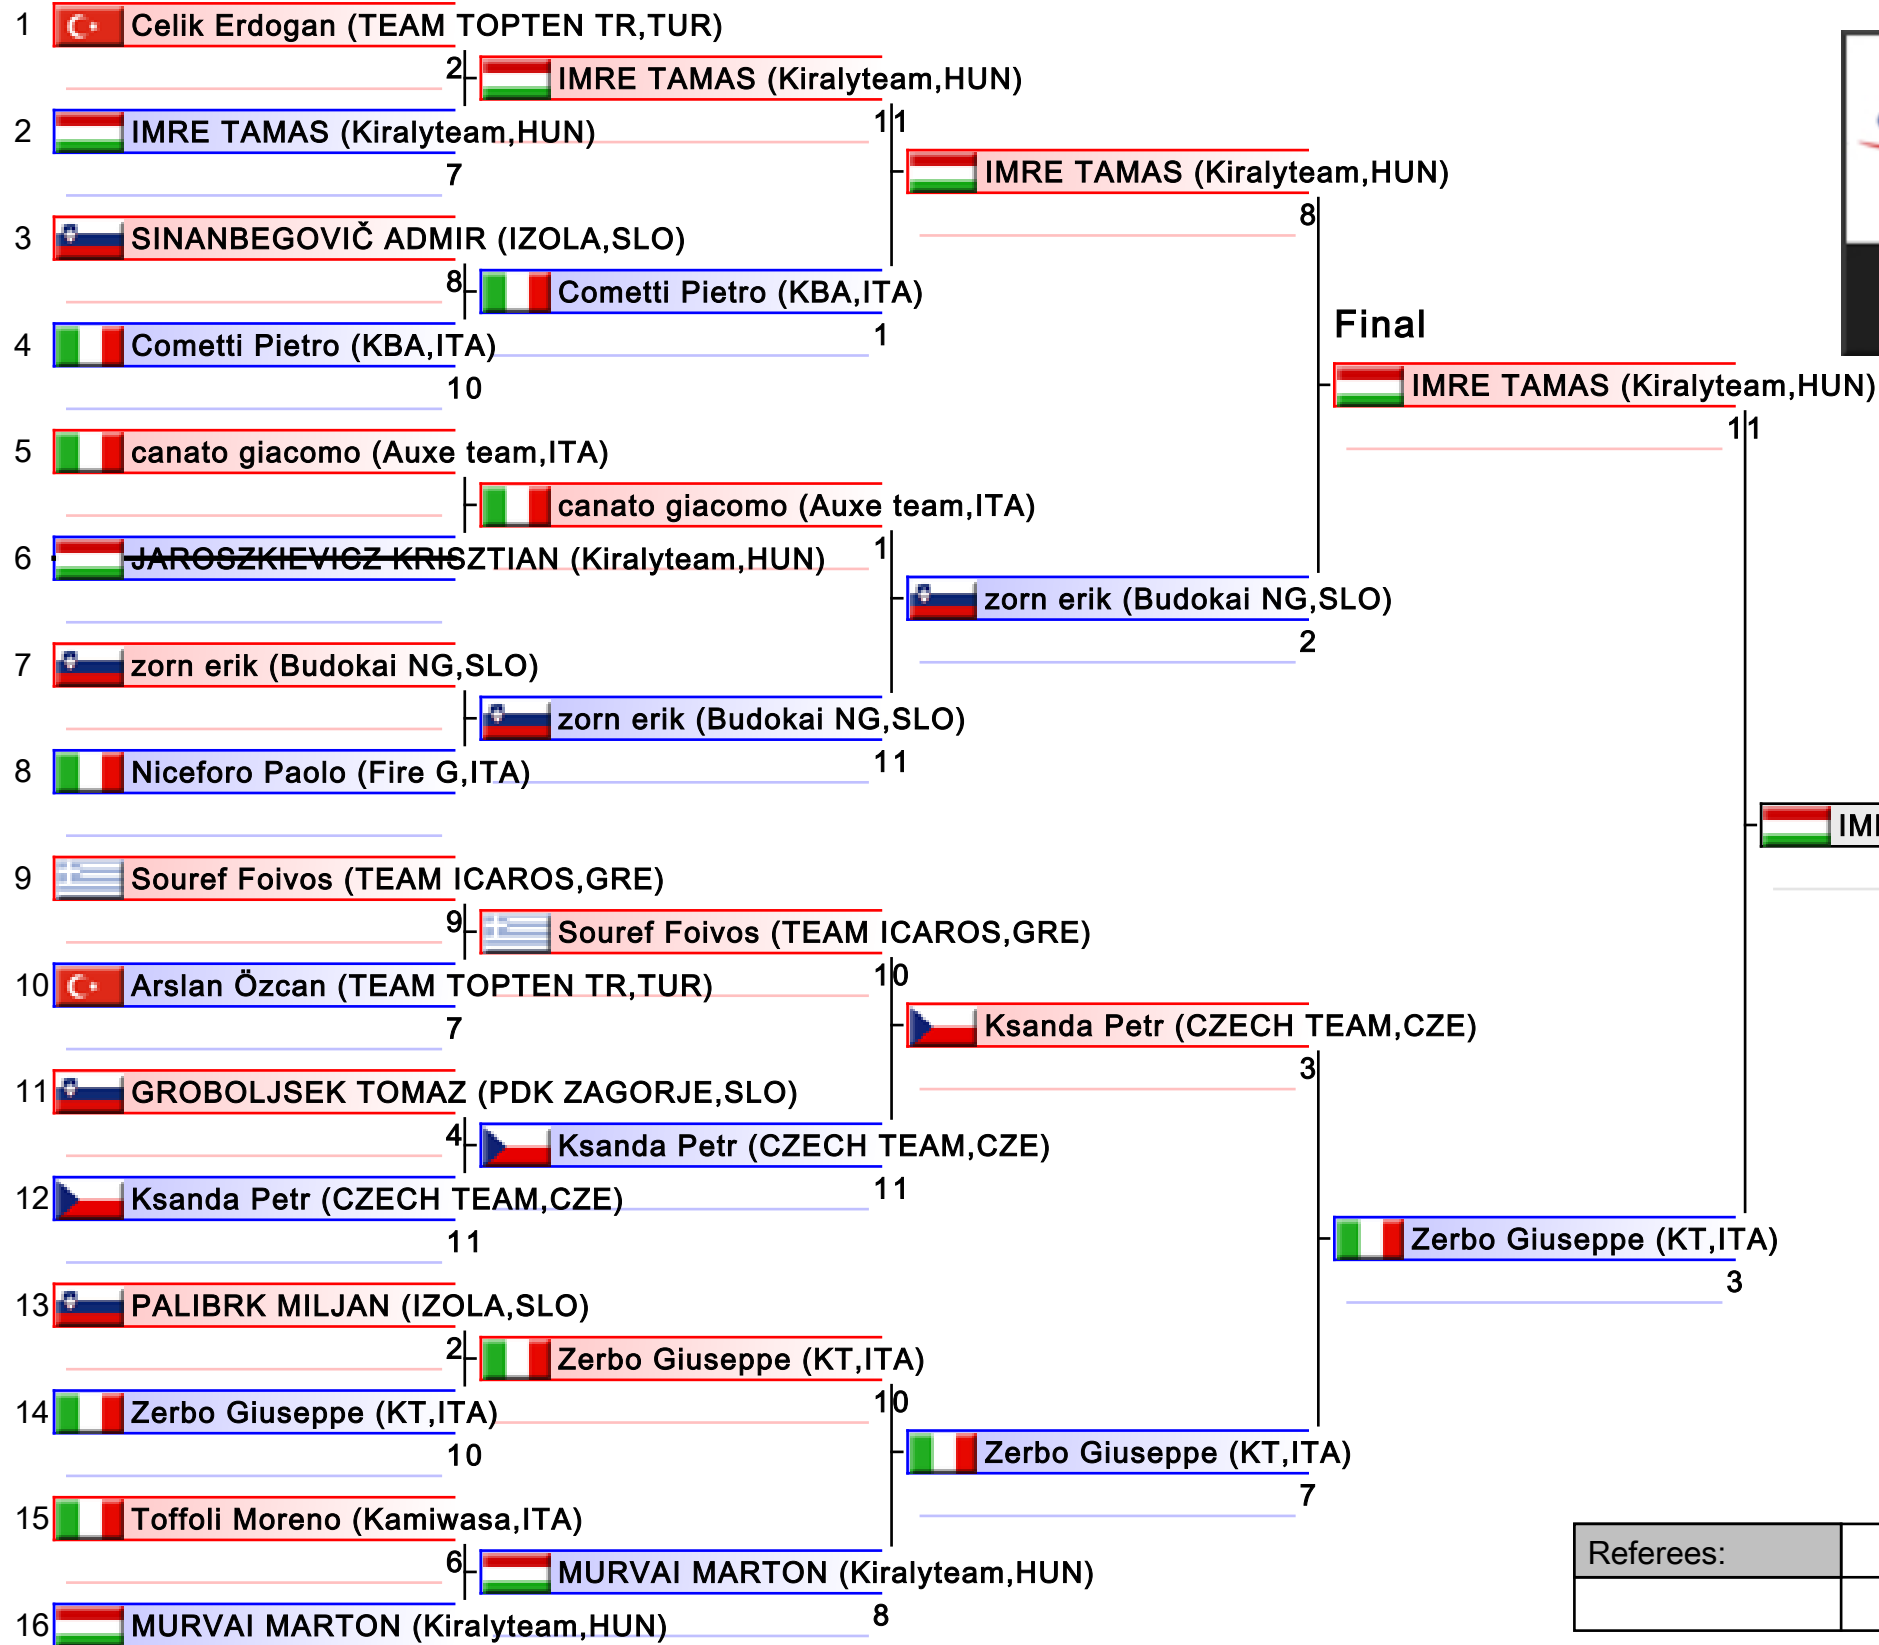 1 Celik Erdogan (TEAM TOPTEN TR,TUR)
2 IMRE TAMAS (Kiralyteam,HUN)
11
2 IMRE TAMAS (Kiralyteam,HUN)
IMRE TAMAS (Kiralyteam,HUN)
7
8
3 SINANBEGOVIČ ADMIR (IZOLA,SLO)
8 Cometti Pietro (KBA,ITA)
Final
1
4 Cometti Pietro (KBA,ITA)
10
IMRE TAMAS (Kiralyteam,HUN)
11
5 canato giacomo (Auxe team,ITA)
canato giacomo (Auxe team,ITA)
1
6 JAROSZKIEVICZ KRISZTIAN (Kiralyteam,HUN)
zorn erik (Budokai NG,SLO)
2
7 zorn erik (Budokai NG,SLO)
zorn erik (Budokai NG,SLO)
11
8 Niceforo Paolo (Fire G,ITA)
9 Souref Foivos (TEAM ICAROS,GRE)
9 Souref Foivos (TEAM ICAROS,GRE)
10
10 Arslan Özcan (TEAM TOPTEN TR,TUR)
7
Ksanda Petr (CZECH TEAM,CZE)
3
11 GROBOLJSEK TOMAZ (PDK ZAGORJE,SLO)
4 Ksanda Petr (CZECH TEAM,CZE)
11
12 Ksanda Petr (CZECH TEAM,CZE)
11
Zerbo Giuseppe (KT,ITA)
3
13 PALIBRK MILJAN (IZOLA,SLO)
2 Zerbo Giuseppe (KT,ITA)
10
14 Zerbo Giuseppe (KT,ITA)
10
Zerbo Giuseppe (KT,ITA)
7
15 Toffoli Moreno (Kamiwasa,ITA)
6 MURVAI MARTON (Kiralyteam,HUN)
8
16 MURVAI MARTON (Kiralyteam,HUN)
Referees: